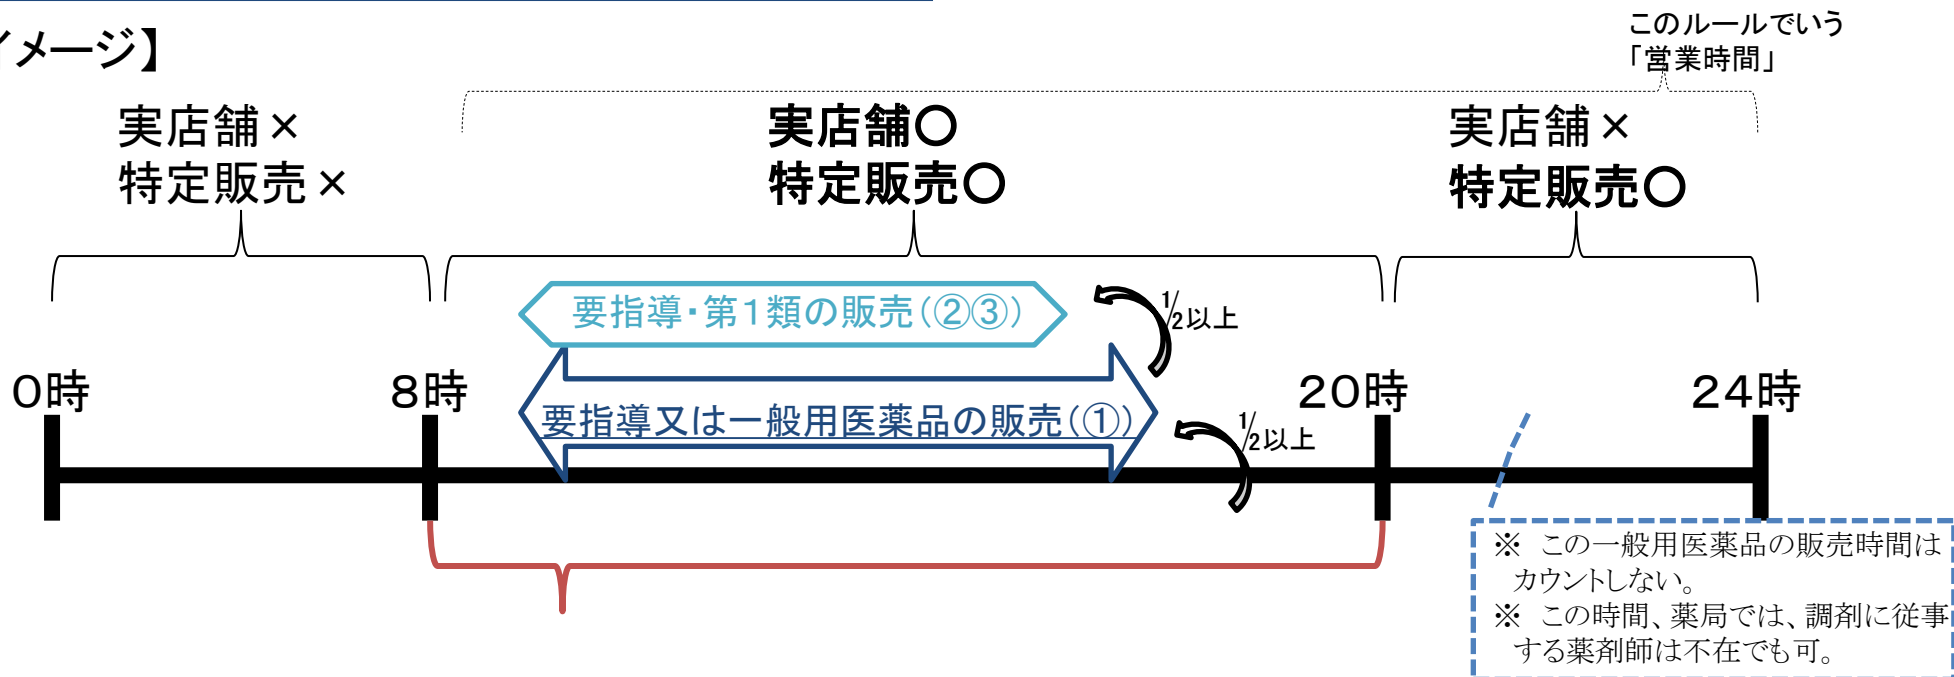 イメージ】
このルールでいう
「営業時間」
実店舗×
特定販売×
実店舗○
特定販売○
実店舗×
特定販売○
要指導・第1類の販売(②③)
1/2以上
0時
8時
要指導又は一般用医薬品の販売(①)
1/2以上
20時
24時
※ この一般用医薬品の販売時間は
カウントしない。
※ この時間、薬局では、調剤に従事
する薬剤師は不在でも可。